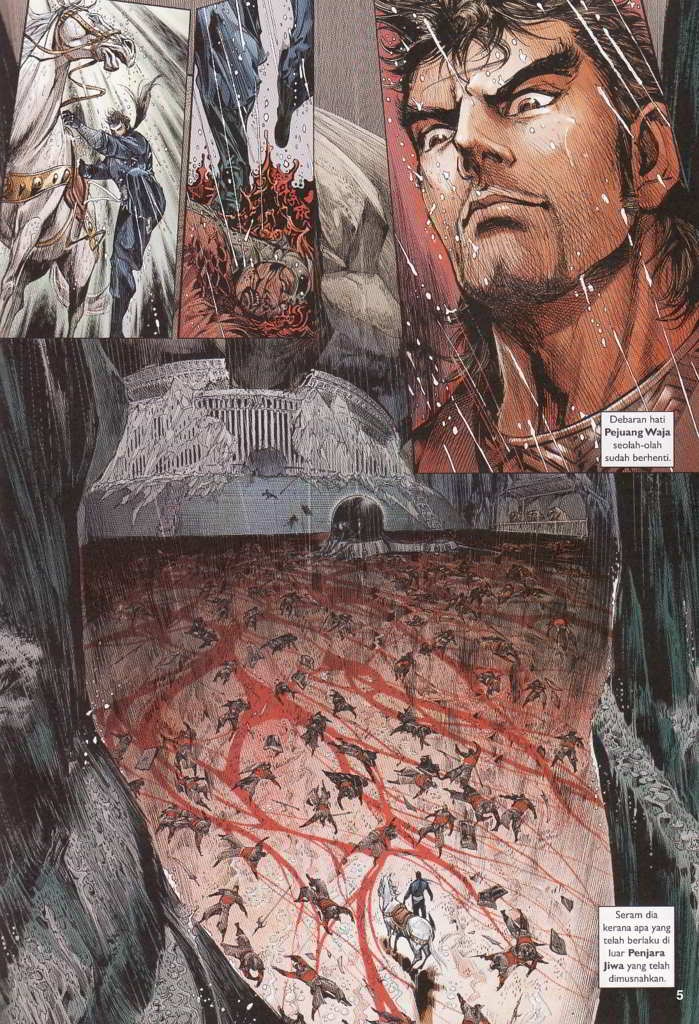 Debaran hati
Pejuang Waja
seolah-olah
sudah berhenti.
Seram dia
kerana apa yang
telah berlaku di
luar Penjara
Jiwa yang telah
dimusnahkan.
5